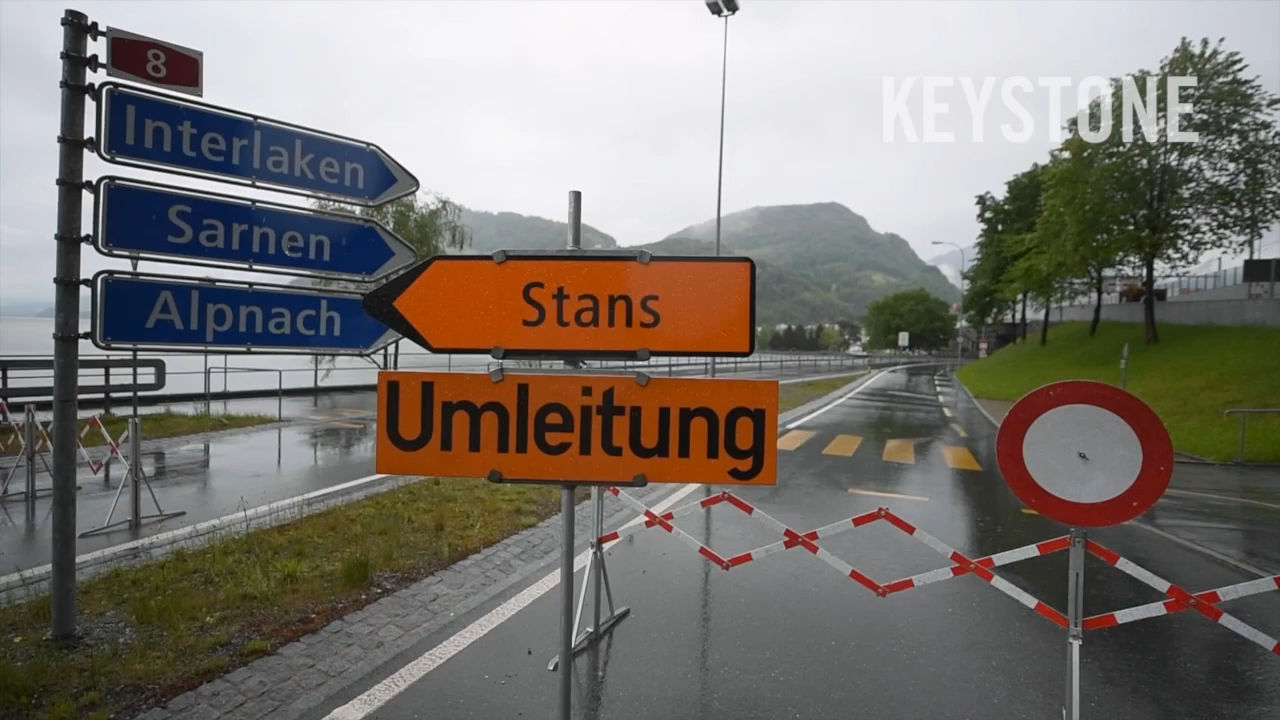 8
Interlaken
Sarnen
Alpnach
Stans
Umleitung
KEYSTONE